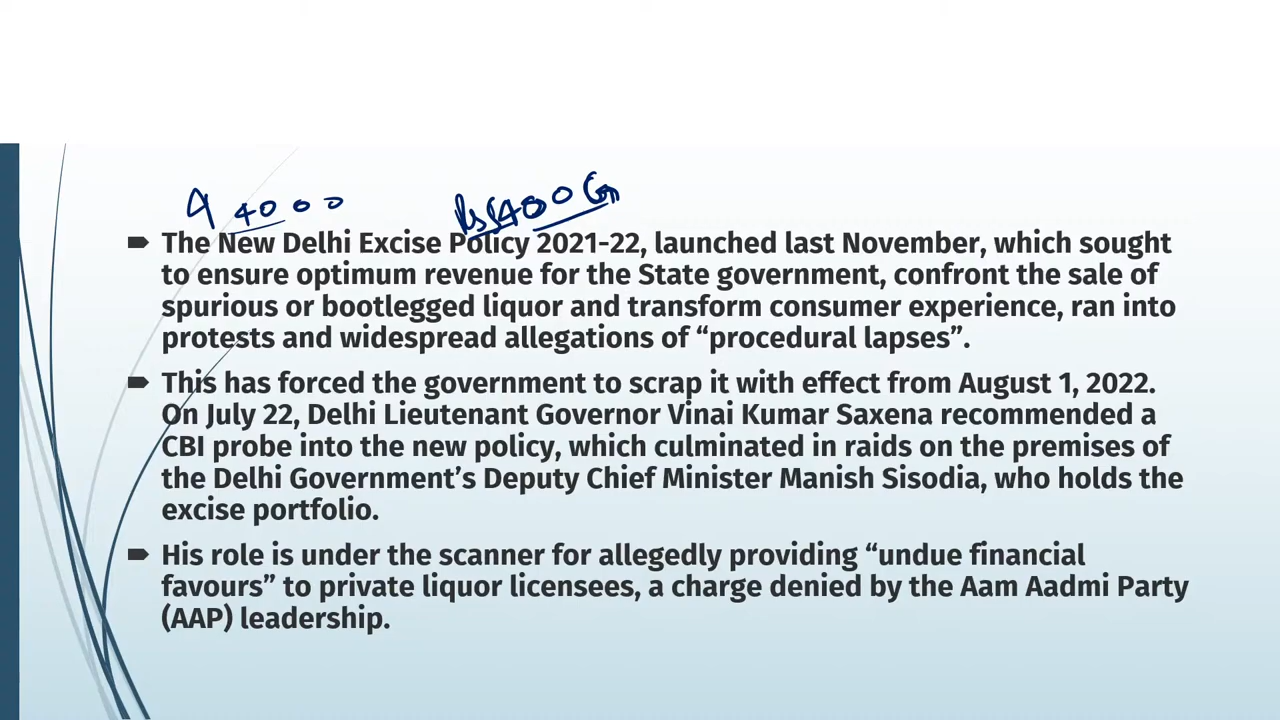 4000
The New Delhi Excise Policy 2021-22, launched last November, which sought
to ensure optimum revenue for the State government, confront the sale of
spurious or bootlegged liquor and transform consumer experience, ran into
protests and widespread allegations of “procedural lapses”.
This has forced the government to scrap it with effect from August 1, 2022.
On July 22, Delhi Lieutenant Governor Vinai Kumar Saxena recommended a
CBI probe into the new policy, which culminated in raids on the premises of
the Delhi Government’s Deputy Chief Minister Manish Sisodia, who holds the
excise portfolio.
His role is under the scanner for allegedly providing “undue financial
favours” to private liquor licensees, a charge denied by the Aam Aadmi Party
(AAP) leadership.